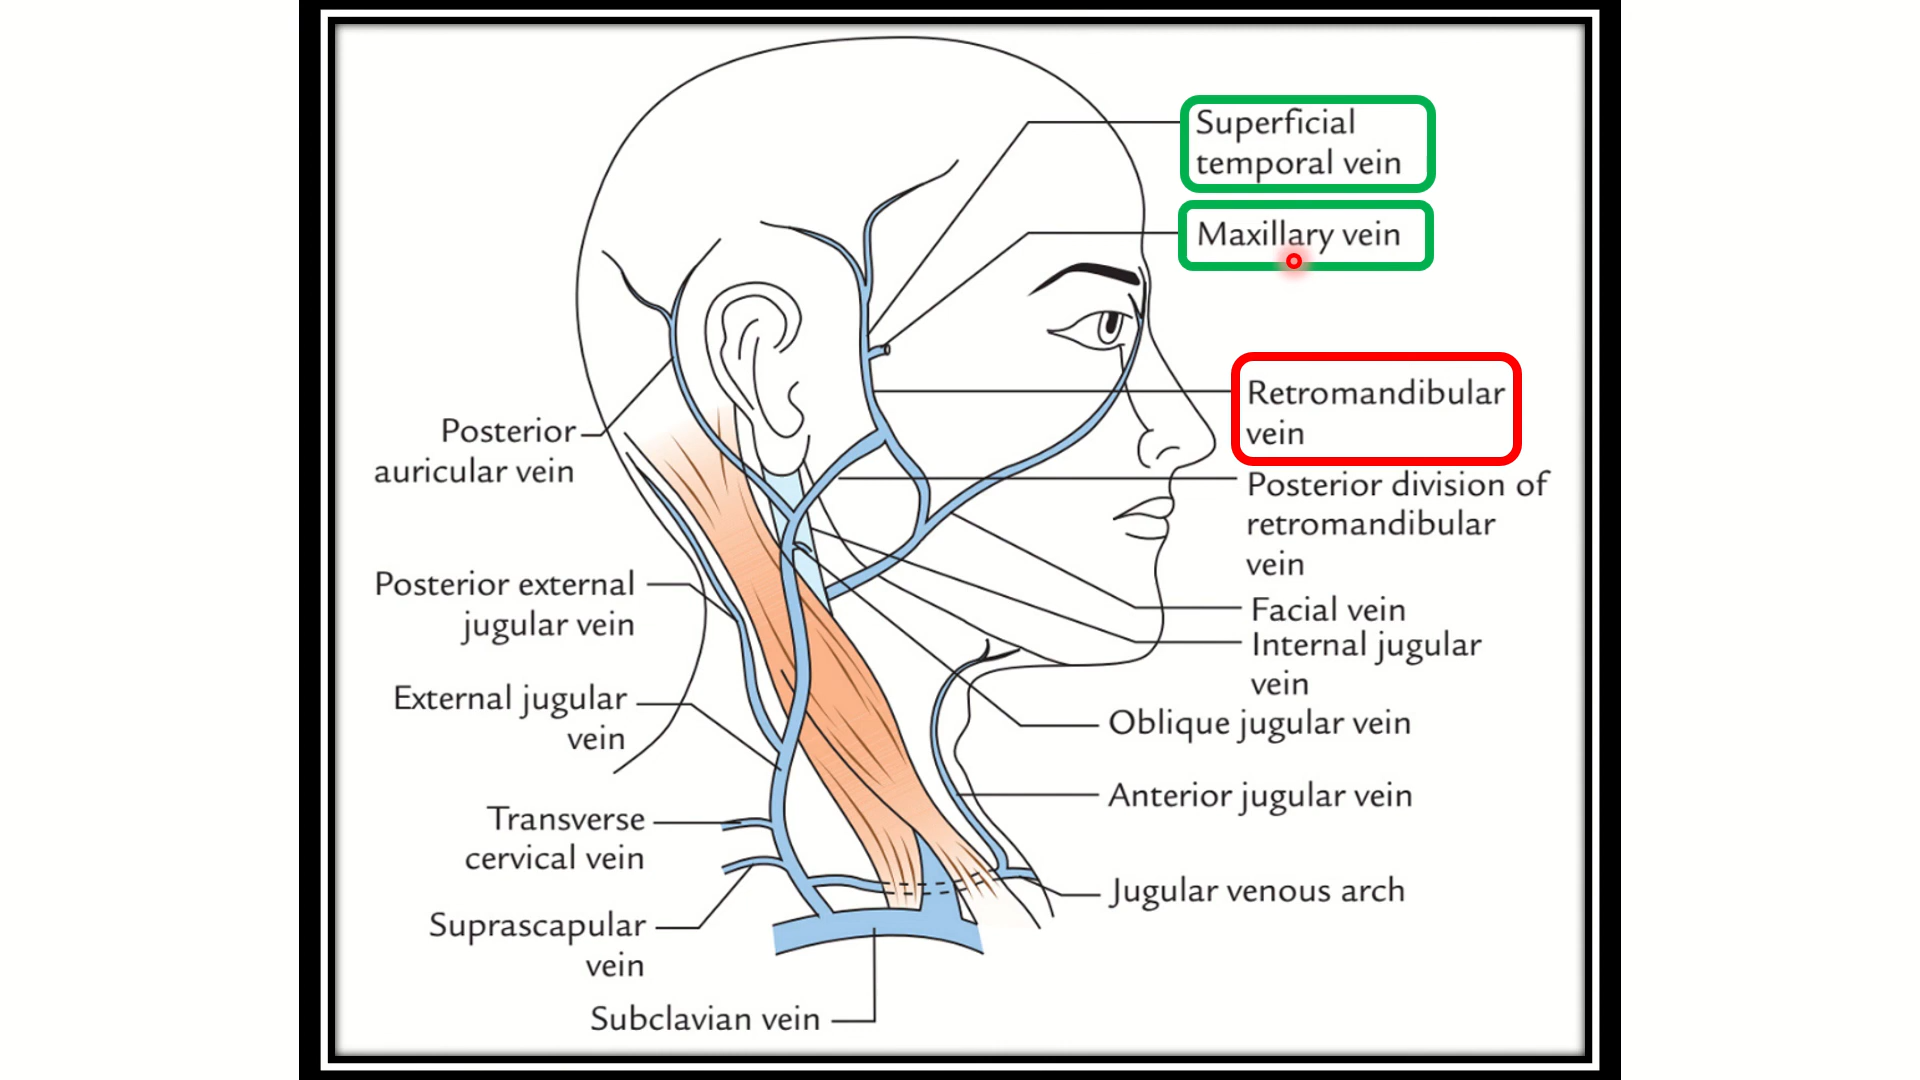 Superficial
temporal vein
Maxillary vein
Retromandibular
vein
Posterior division of
retromandibular
vein
Facial vein
Internal jugular
vein
Oblique jugular vein
Anterior jugular vein
Jugular venous arch
Posterior
auricular vein
Posterior external
jugular vein
External jugular
vein
Transverse
cervical vein
Suprascapular
vein
Subclavian vein